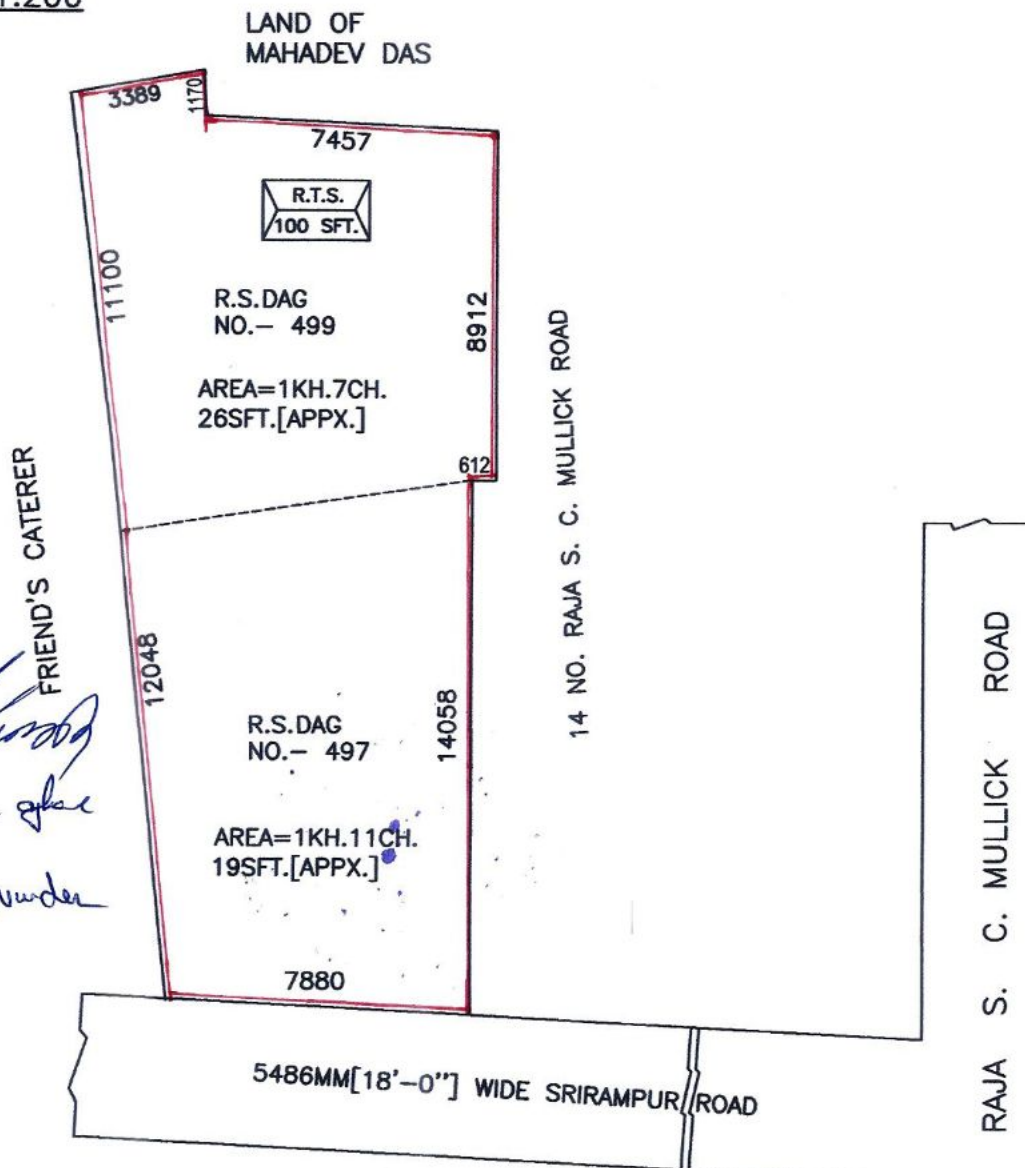 1:200
LAND OF
MAHADEV DAS
3389
1170
7457
R.T.S.
100 SFT.
11100
R.S.DAG
NO.– 499
8912
AREA=1KH.7CH.
26SFT.[APPX.]
612
14 NO. RAJA S. C. MULLICK ROAD
FRIEND'S CATERER
12048
R.S.DAG
NO.– 497
14058
AREA=1KH.11CH.
19SFT.[APPX.]
7880
5486MM[18'–0"] WIDE SRIRAMPUR ROAD
RAJA S. C. MULLICK ROAD